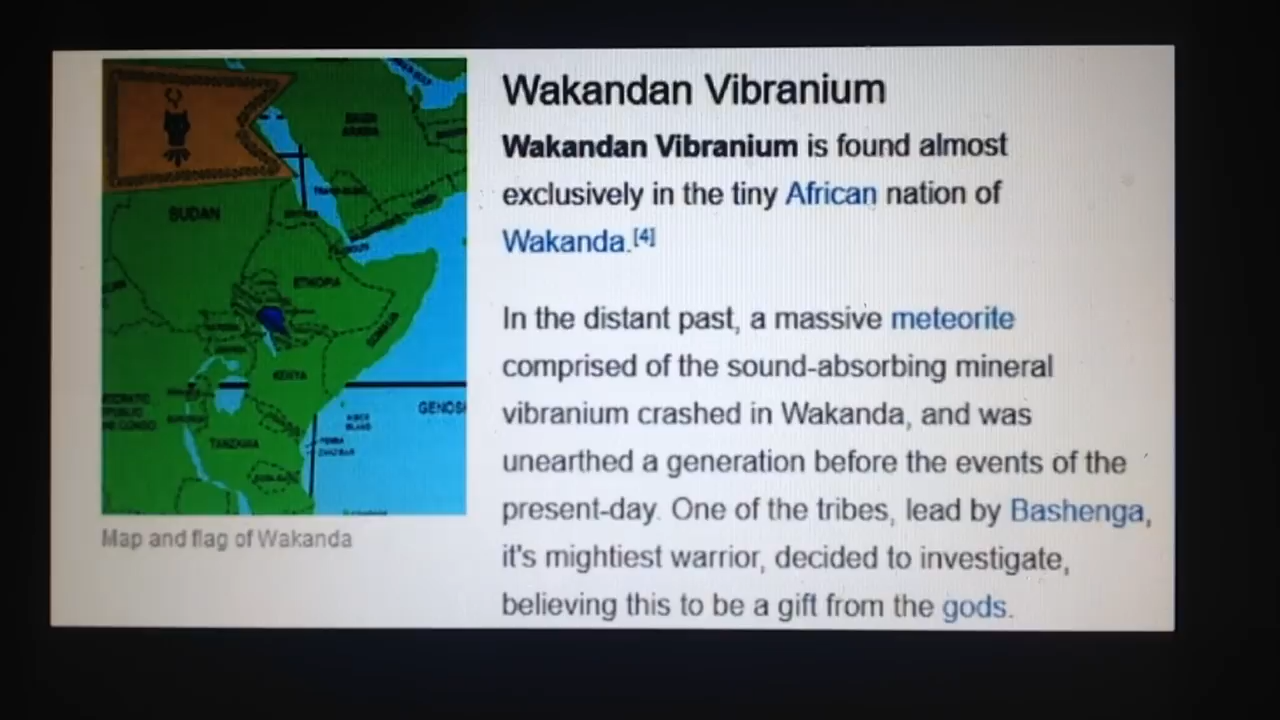 Wakandan Vibranium
Wakandan Vibranium is found almost
exclusively in the tiny African nation of
Wakanda.[4]
In the distant past, a massive meteorite
comprised of the sound-absorbing mineral
vibranium crashed in Wakanda, and was
unearthed a generation before the events of the
present-day. One of the tribes, lead by Bashenga,
it's mightiest warrior, decided to investigate,
believing this to be a gift from the gods.
SUDAN
ETHIOPIA
KENYA
GENOS
TANZANIA
ZANZIBAR
Map and flag of Wakanda